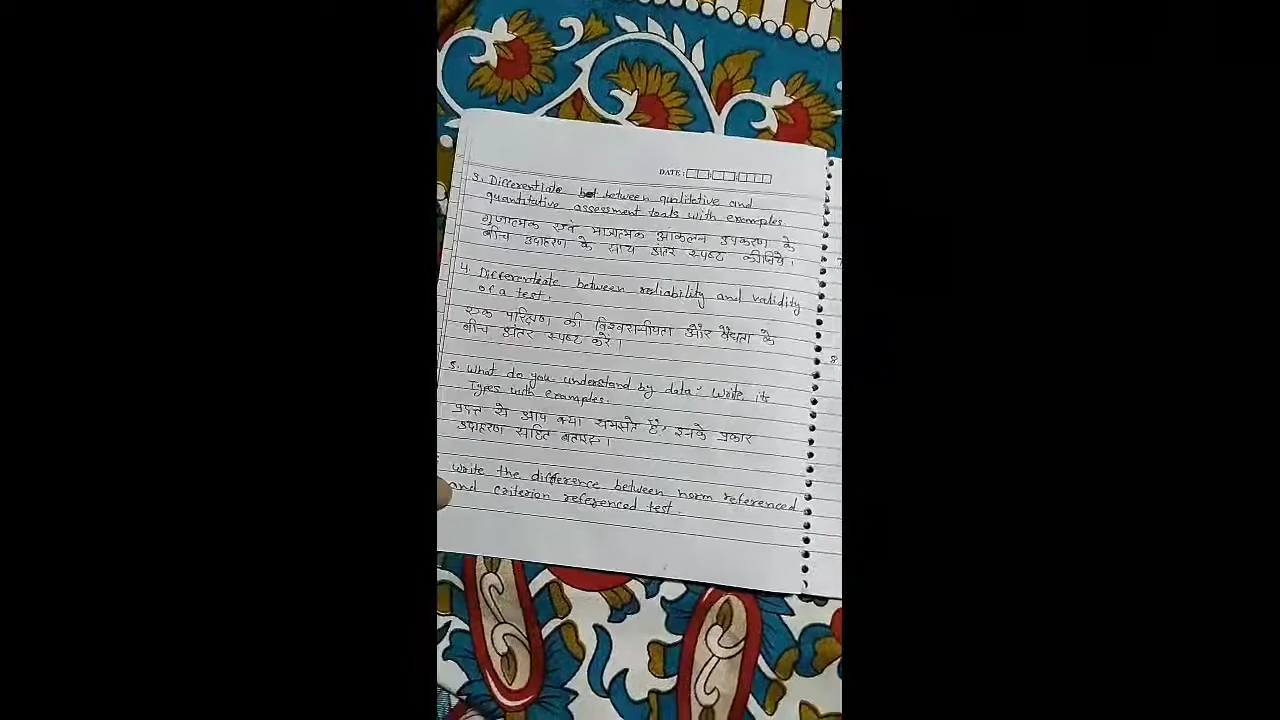 DATE:
3. Differentiate bet between qualitative and
quantitative assessment tools with examples.
गुणात्मक एवं मात्रात्मक आकलन उपकरण के
बीच उदाहरण के साथ अंतर स्पष्ट कीजिये।
4. Differentiate between reliability and validity
of a test.
एक परिक्षण की विश्वसनीयता और वैधता के
बीच अंतर स्पष्ट करे।
5. What do you understand by data? Write its
Types with examples.
प्रदत्त से आप क्या समझते हैं? इनके प्रकार
उदाहरण सहित बताइए।
Write the difference between norm referenced
and criterion referenced test.
8